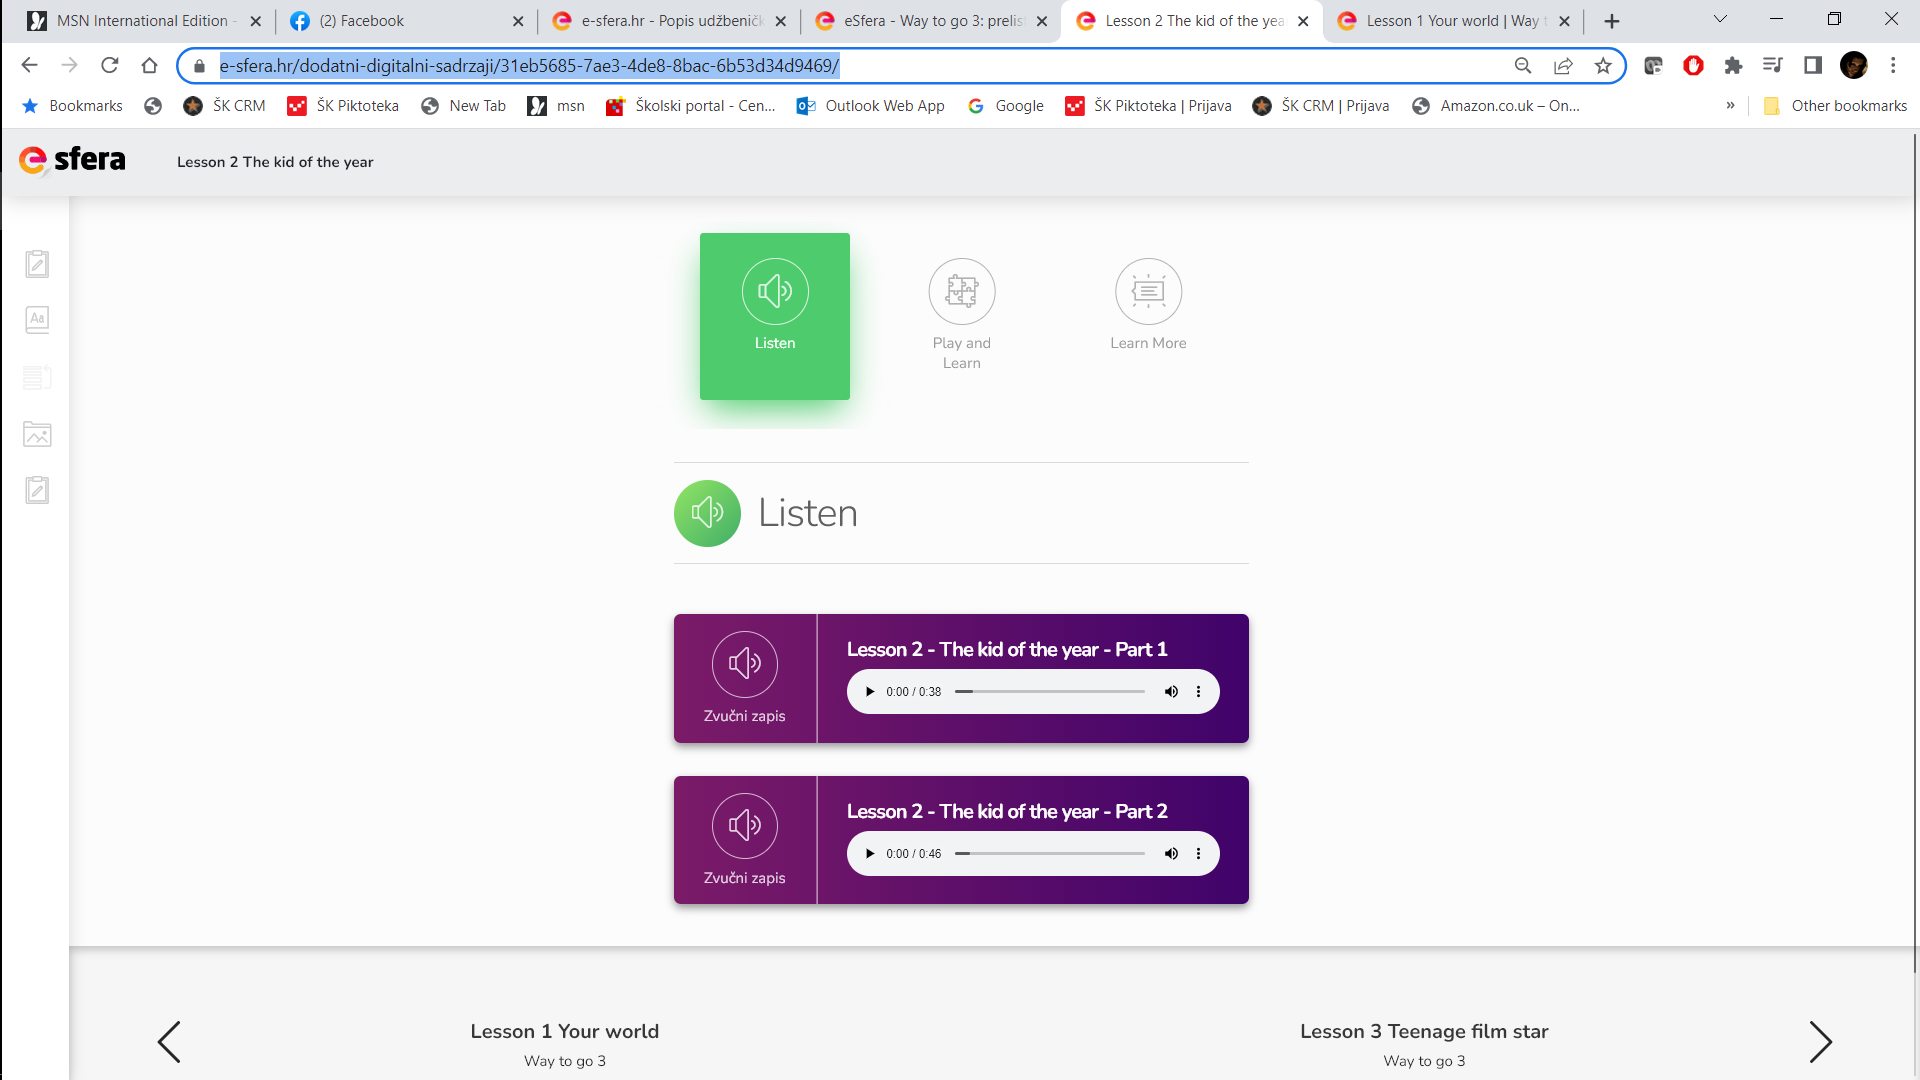 MSN International Edition -
(2) Facebook
e-sfera.hr - Popis udžbeničk
eSfera - Way to go 3: prelist
Lesson 2 The kid of the yea
Lesson 1 Your world | Way t
e-sfera.hr/dodatni-digitalni-sadrzaji/31eb5685-7ae3-4de8-8bac-6b53d34d9469/
Bookmarks
ŠK CRM
ŠK Piktoteka
New Tab
msn
Školski portal - Cen...
Outlook Web App
Google
ŠK Piktoteka | Prijava
ŠK CRM | Prijava
Amazon.co.uk – On...
»
Other bookmarks
e sfera
Lesson 2 The kid of the year
Aa
Listen
Play and
Learn
Learn More
Listen
Lesson 2 - The kid of the year - Part 1
0:00 / 0:38
Zvučni zapis
Lesson 2 - The kid of the year - Part 2
0:00 / 0:46
Zvučni zapis
Lesson 1 Your world
Way to go 3
Lesson 3 Teenage film star
Way to go 3